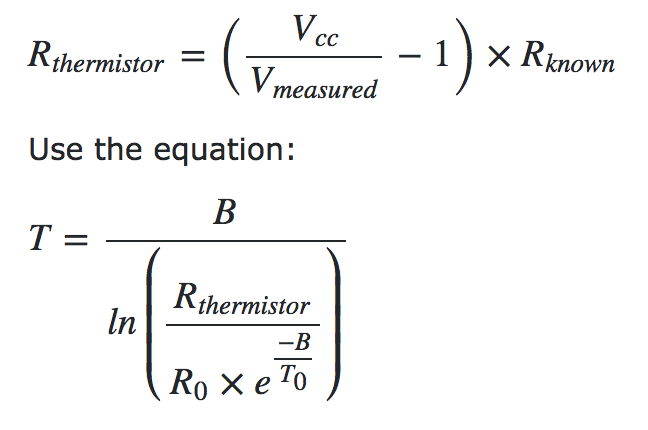 R_thermistor = (V_cc / V_measured − 1) × R_known
Use the equation:
T = B / ln(R_thermistor / (R_0 × e^(−B / T_0)))